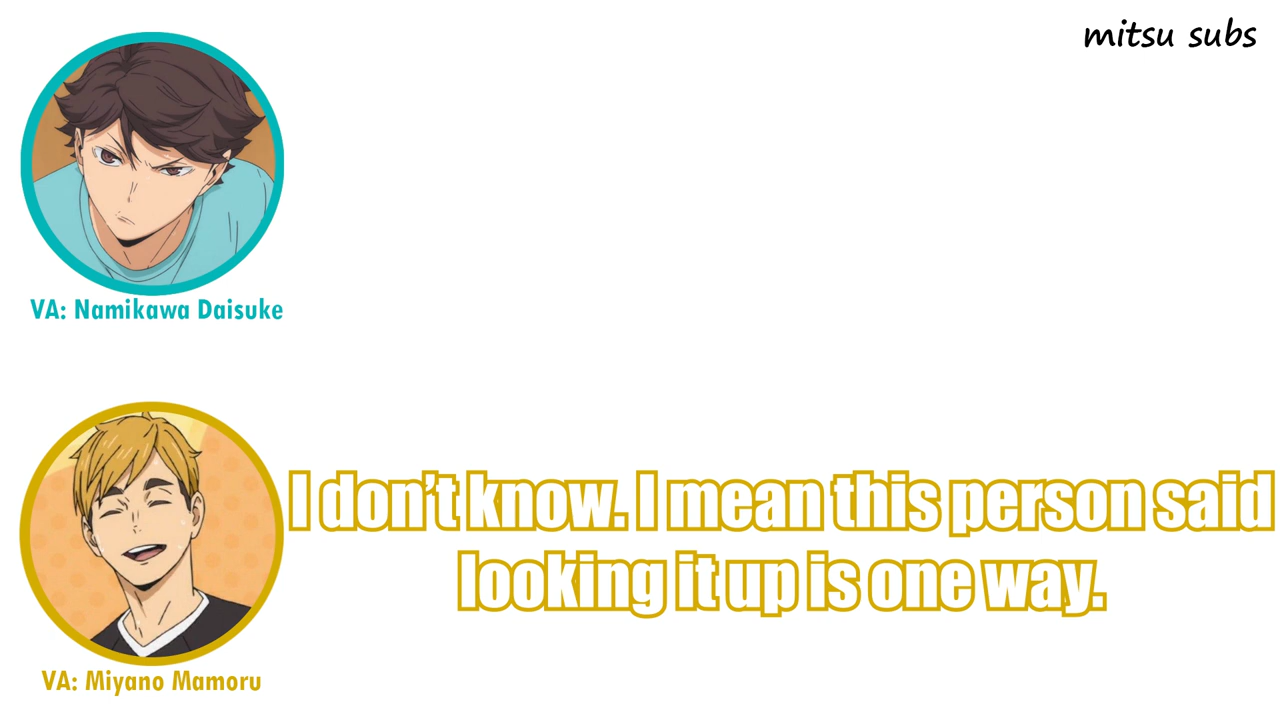 mitsu subs
VA: Namikawa Daisuke
I don't know. I mean this person said
looking it up is one way.
VA: Miyano Mamoru